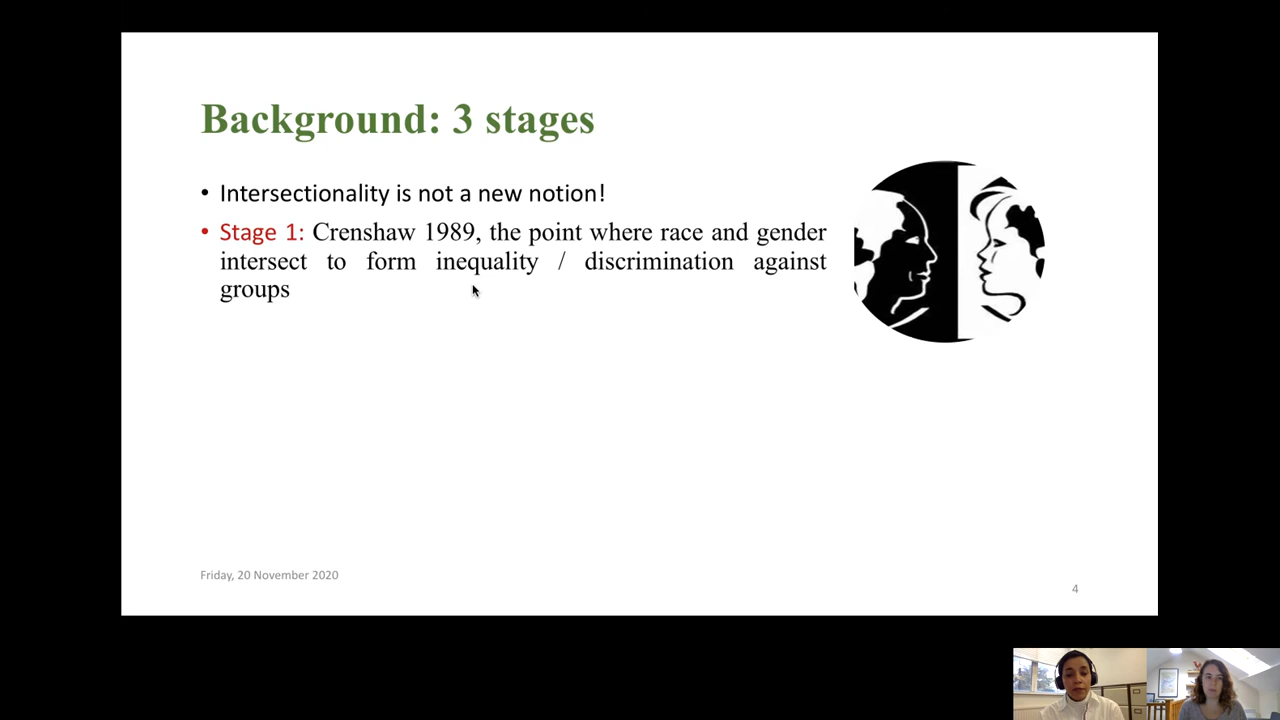 Background: 3 stages
• Intersectionality is not a new notion!
• Stage 1: Crenshaw 1989, the point where race and gender
intersect to form inequality / discrimination against
groups
Friday, 20 November 2020
4